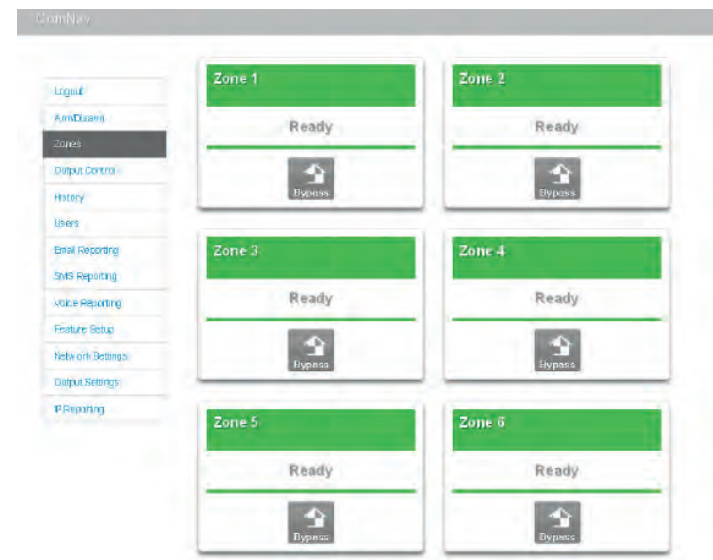 ComNav
Logout
Arm/Disarm
Zones
Output Control
History
Users
Email Reporting
SMS Reporting
Voice Reporting
Feature Setup
Network Settings
Output Settings
IP Reporting
Zone 1
Ready
Bypass
Zone 2
Ready
Bypass
Zone 3
Ready
Bypass
Zone 4
Ready
Bypass
Zone 5
Ready
Bypass
Zone 6
Ready
Bypass